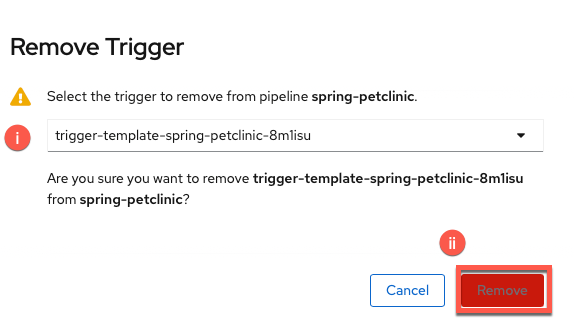 Remove Trigger
Select the trigger to remove from pipeline spring-petclinic.
i
trigger-template-spring-petclinic-8m1isu
Are you sure you want to remove trigger-template-spring-petclinic-8m1isu
from spring-petclinic?
ii
Cancel
Remove